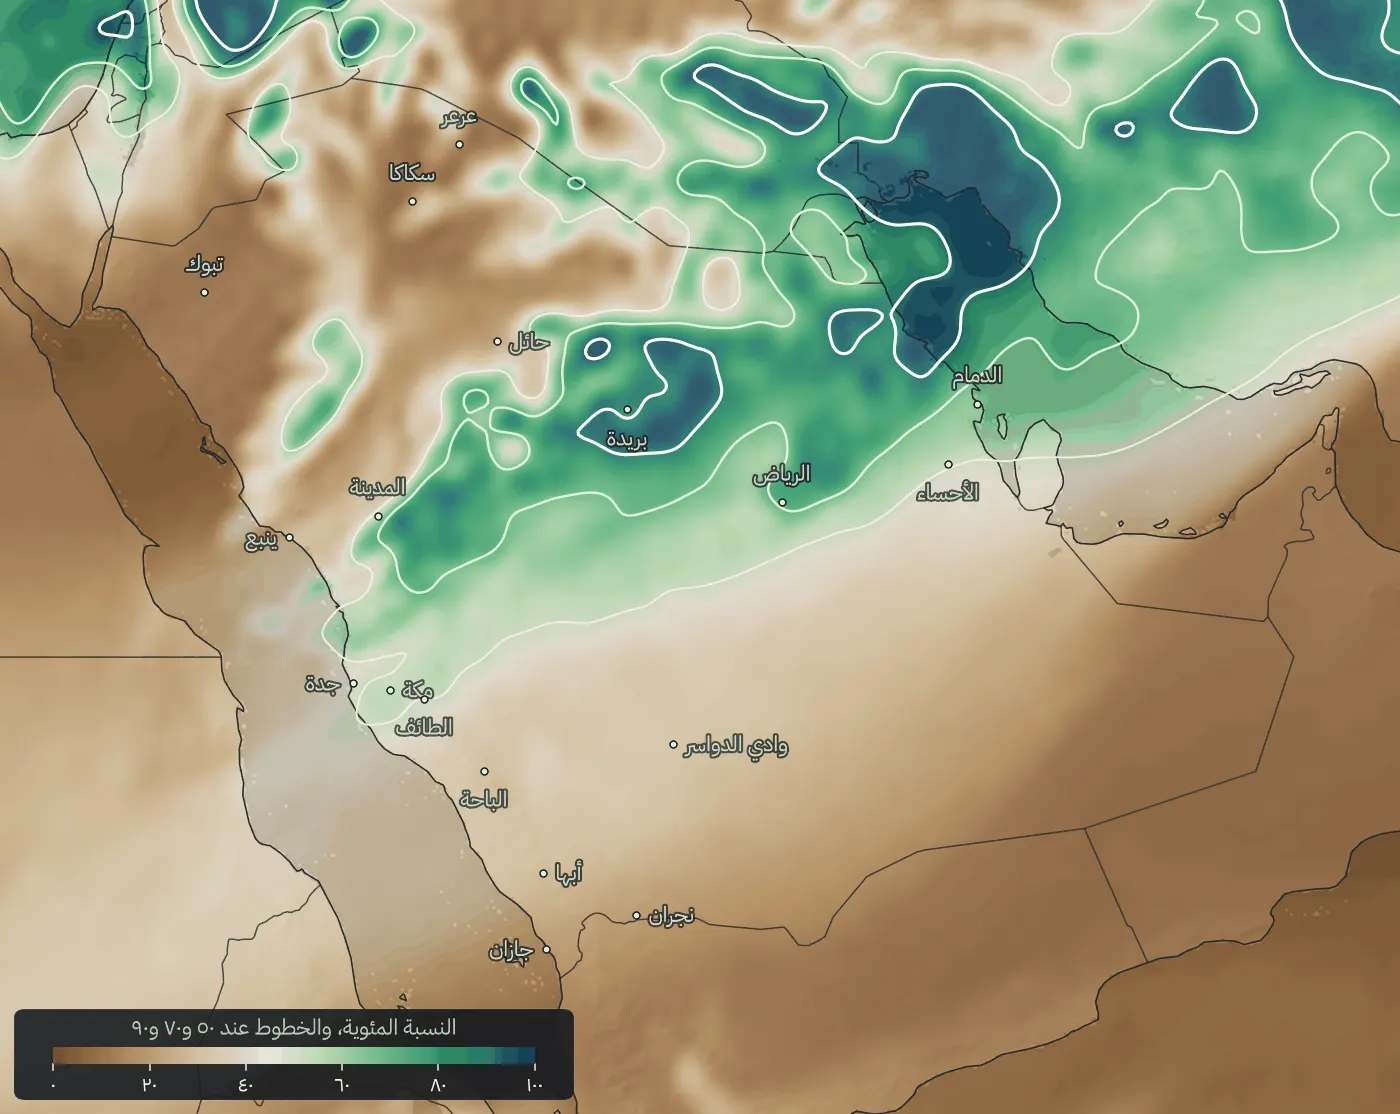 عرعر
سكاكا
تبوك
حائل
الدمام
بريدة
الرياض
الأحساء
المدينة
ينبع
جدة
مكة
الطائف
وادي الدواسر
الباحة
أبها
نجران
جازان
النسبة المئوية، والخطوط عند ٥٠ و٧٠ و٩٠
٠ ٢٠ ٤٠ ٦٠ ٨٠ ١٠٠